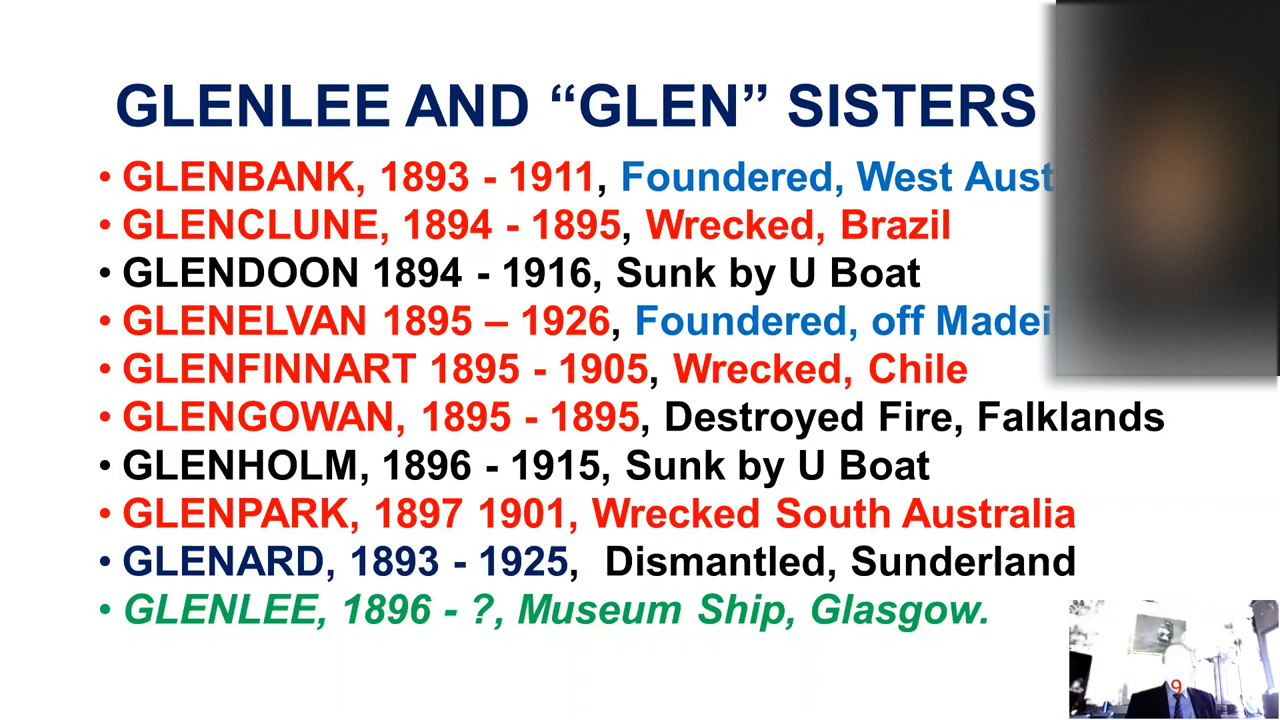 GLENLEE AND “GLEN” SISTERS
• GLENBANK, 1893 - 1911, Foundered, West Aust
• GLENCLUNE, 1894 - 1895, Wrecked, Brazil
• GLENDOON 1894 - 1916, Sunk by U Boat
• GLENELVAN 1895 – 1926, Foundered, off Madei
• GLENFINNART 1895 - 1905, Wrecked, Chile
• GLENGOWAN, 1895 - 1895, Destroyed Fire, Falklands
• GLENHOLM, 1896 - 1915, Sunk by U Boat
• GLENPARK, 1897 1901, Wrecked South Australia
• GLENARD, 1893 - 1925, Dismantled, Sunderland
• GLENLEE, 1896 - ?, Museum Ship, Glasgow.
9